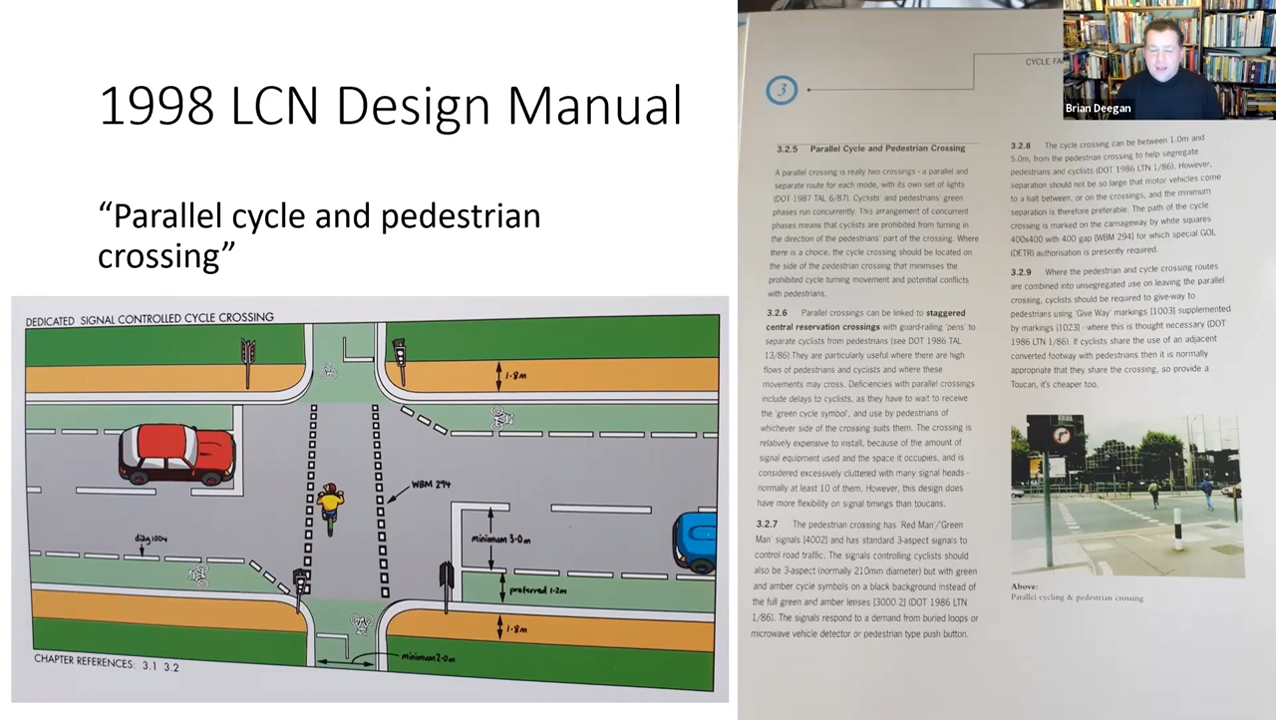 1998 LCN Design Manual
“Parallel cycle and pedestrian
crossing”
DEDICATED SIGNAL CONTROLLED CYCLE CROSSING
1·8m
WBM 294
diag 1004
minimum 3·0m
preferred 1·2m
1·8m
minimum 2·0m
CHAPTER REFERENCES: 3.1 3.2
3
CYCLE
Brian Deegan
3.2.5 Parallel Cycle and Pedestrian Crossing
A parallel crossing is really two crossings - a parallel and
separate route for each mode, with its own set of lights
(DOT 1987 TAL 6/87). Cyclists' and pedestrians' green
phases run concurrently. This arrangement of concurrent
phases means that cyclists are prohibited from turning in
the direction of the pedestrians' part of the crossing. Where
there is a choice, the cycle crossing should be located on
the side of the pedestrian crossing that minimises the
prohibited cycle turning movement and potential conflicts
with pedestrians.
3.2.6 Parallel crossings can be linked to staggered
central reservation crossings with guard-railing 'pens' to
separate cyclists from pedestrians (see DOT 1986 TAL
13/86).They are particularly useful where there are high
flows of pedestrians and cyclists and where these
movements may cross. Deficiencies with parallel crossings
include delays to cyclists, as they have to wait to receive
the 'green cycle symbol', and use by pedestrians of
whichever side of the crossing suits them. The crossing is
relatively expensive to install, because of the amount of
signal equipment used and the space it occupies, and is
considered excessively cluttered with many signal heads -
normally at least 10 of them. However, this design does
have more flexibility on signal timings than toucans.
3.2.7 The pedestrian crossing has 'Red Man'/'Green
Man' signals [4002] and has standard 3-aspect signals to
control road traffic. The signals controlling cyclists should
also be 3-aspect (normally 210mm diameter) but with green
and amber cycle symbols on a black background instead of
the full green and amber lenses [3000.2] (DOT 1986 LTN
1/86). The signals respond to a demand from buried loops or
microwave vehicle detector or pedestrian type push button.
3.2.8 The cycle crossing can be between 1.0m and
5.0m, from the pedestrian crossing to help segregate
pedestrians and cyclists (DOT 1986 LTN 1/86). However,
separation should not be so large that motor vehicles come
to a halt between, or on the crossings, and the minimum
separation is therefore preferable. The path of the cycle
crossing is marked on the carriageway by white squares
400x400 with 400 gap [WBM 294] for which special GOL
(DETR) authorisation is presently required.
3.2.9 Where the pedestrian and cycle crossing routes
are combined into unsegregated use on leaving the parallel
crossing, cyclists should be required to give-way to
pedestrians using 'Give Way' markings [1003] supplemented
by markings [1023] - where this is thought necessary (DOT
1986 LTN 1/86). If cyclists share the use of an adjacent
converted footway with pedestrians then it is normally
appropriate that they share the crossing, so provide a
Toucan, it's cheaper too.
Above:
Parallel cycling & pedestrian crossing